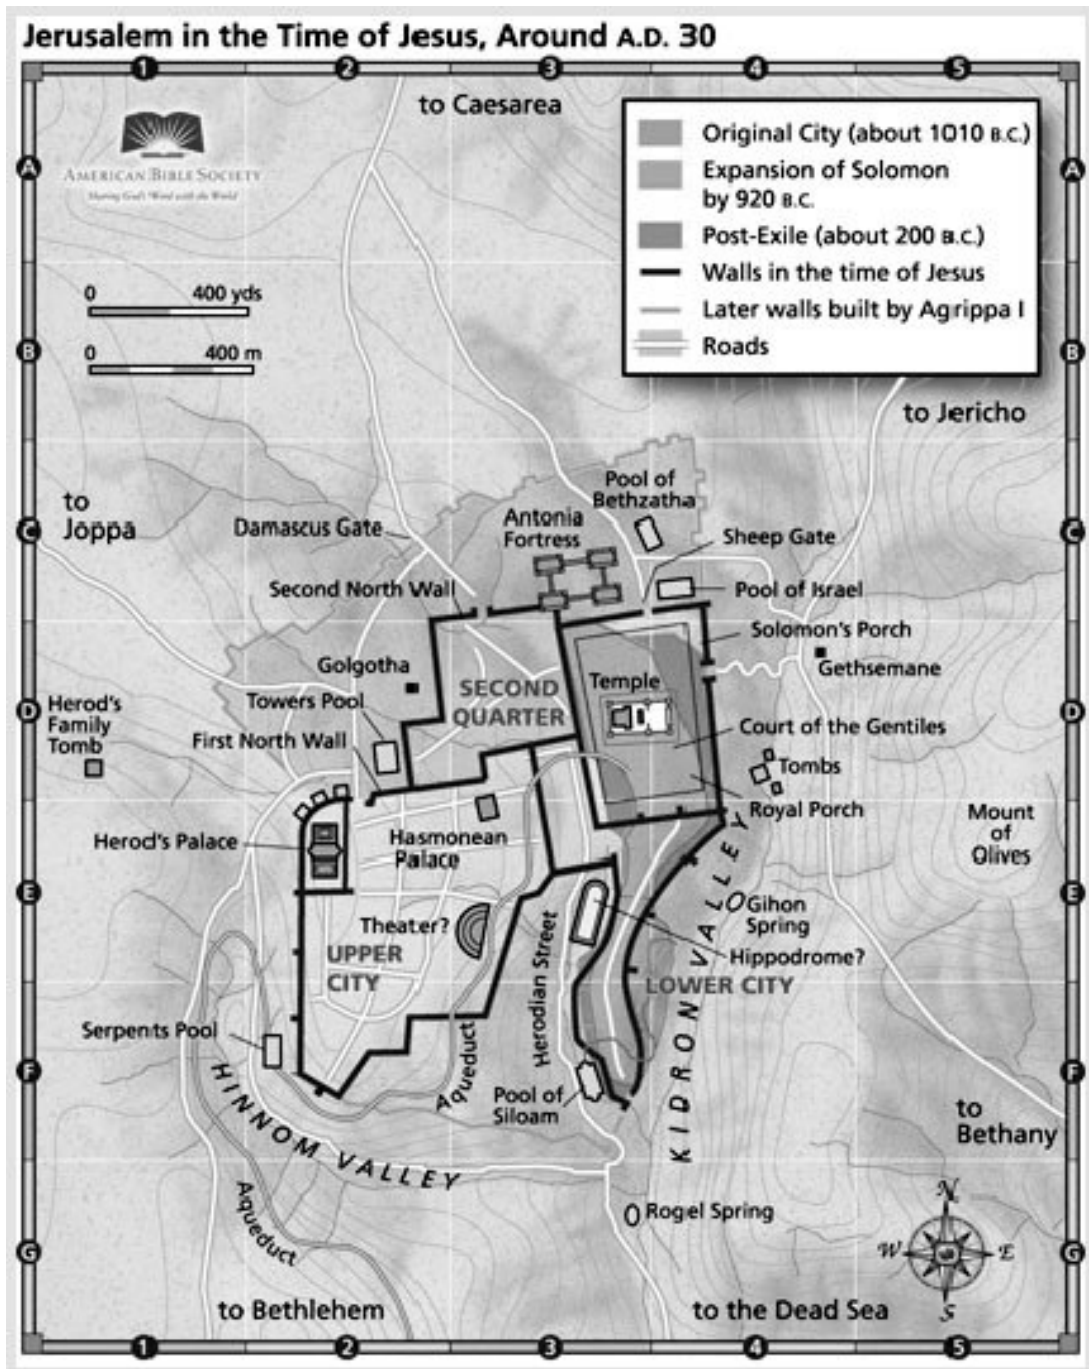 Jerusalem in the Time of Jesus, Around A.D. 30
1 2 3 4 5
to Caesarea
AMERICAN BIBLE SOCIETY
Sharing God's Word with the World
Original City (about 1010 B.C.)
Expansion of Solomon
by 920 B.C.
Post-Exile (about 200 B.C.)
Walls in the time of Jesus
Later walls built by Agrippa I
Roads
A A
0 400 yds
0 400 m
B B
to Jericho
to
Joppa
C C
Damascus Gate
Antonia
Fortress
Pool of
Bethzatha
Sheep Gate
Second North Wall
Pool of Israel
Solomon's Porch
Golgotha
Gethsemane
Towers Pool
SECOND
QUARTER
Temple
D D
Herod's
Family
Tomb
First North Wall
Court of the Gentiles
Tombs
Royal Porch
Mount
of
Olives
Herod's Palace
Hasmonean
Palace
E E
Theater?
Gihon
Spring
Hippodrome?
UPPER
CITY
Herodian Street
LOWER CITY
KIDRON VALLEY
Serpents Pool
Aqueduct
F F
Pool of
Siloam
HINNOM VALLEY
to
Bethany
Aqueduct
Rogel Spring
N
W E
S
G G
to Bethlehem
to the Dead Sea
1 2 3 4 5